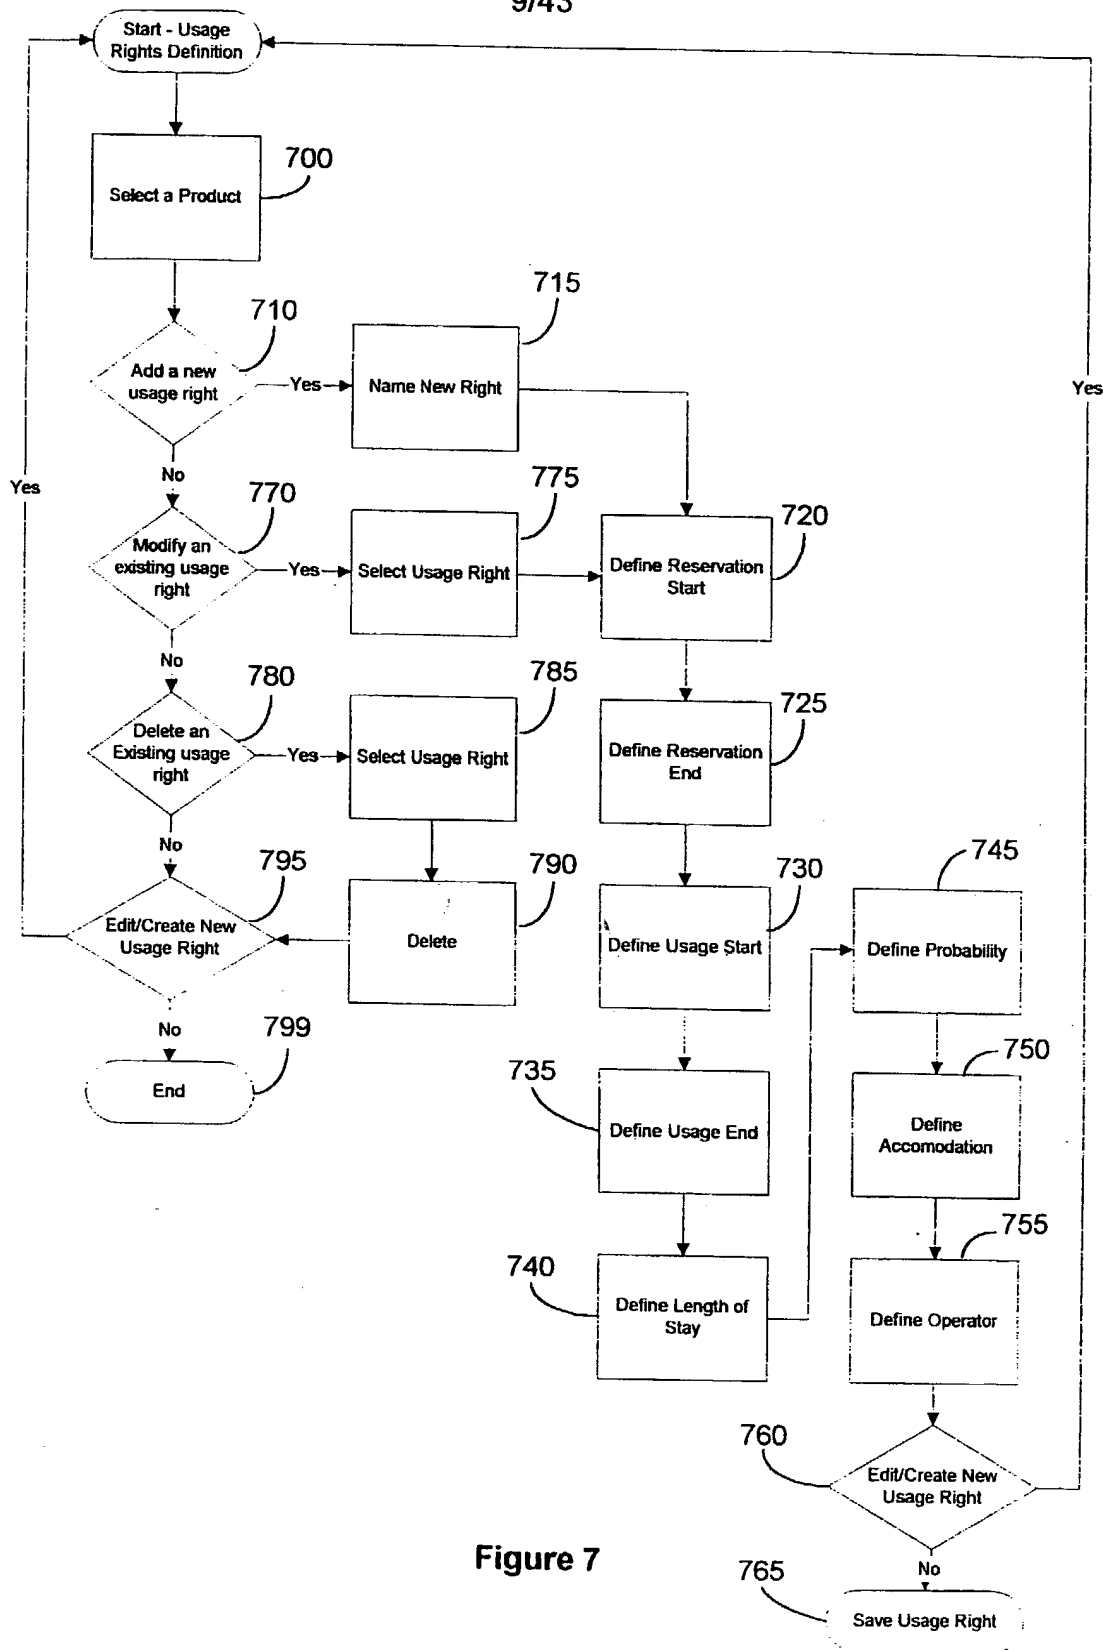 9/43
Start - Usage
Rights Definition
700
Select a Product
715
710
Add a new
usage right
Yes
Name New Right
Yes
No
Yes
775
770
720
Modify an
existing usage
right
Yes
Select Usage Right
Define Reservation
Start
No
785
780
725
Delete an
Existing usage
right
Yes
Select Usage Right
Define Reservation
End
No
795
790
730
745
Edit/Create New
Usage Right
Delete
Define Usage Start
Define Probability
No
799
End
735
750
Define Usage End
Define
Accomodation
740
755
Define Length of
Stay
Define Operator
760
Edit/Create New
Usage Right
Figure 7
No
765
Save Usage Right